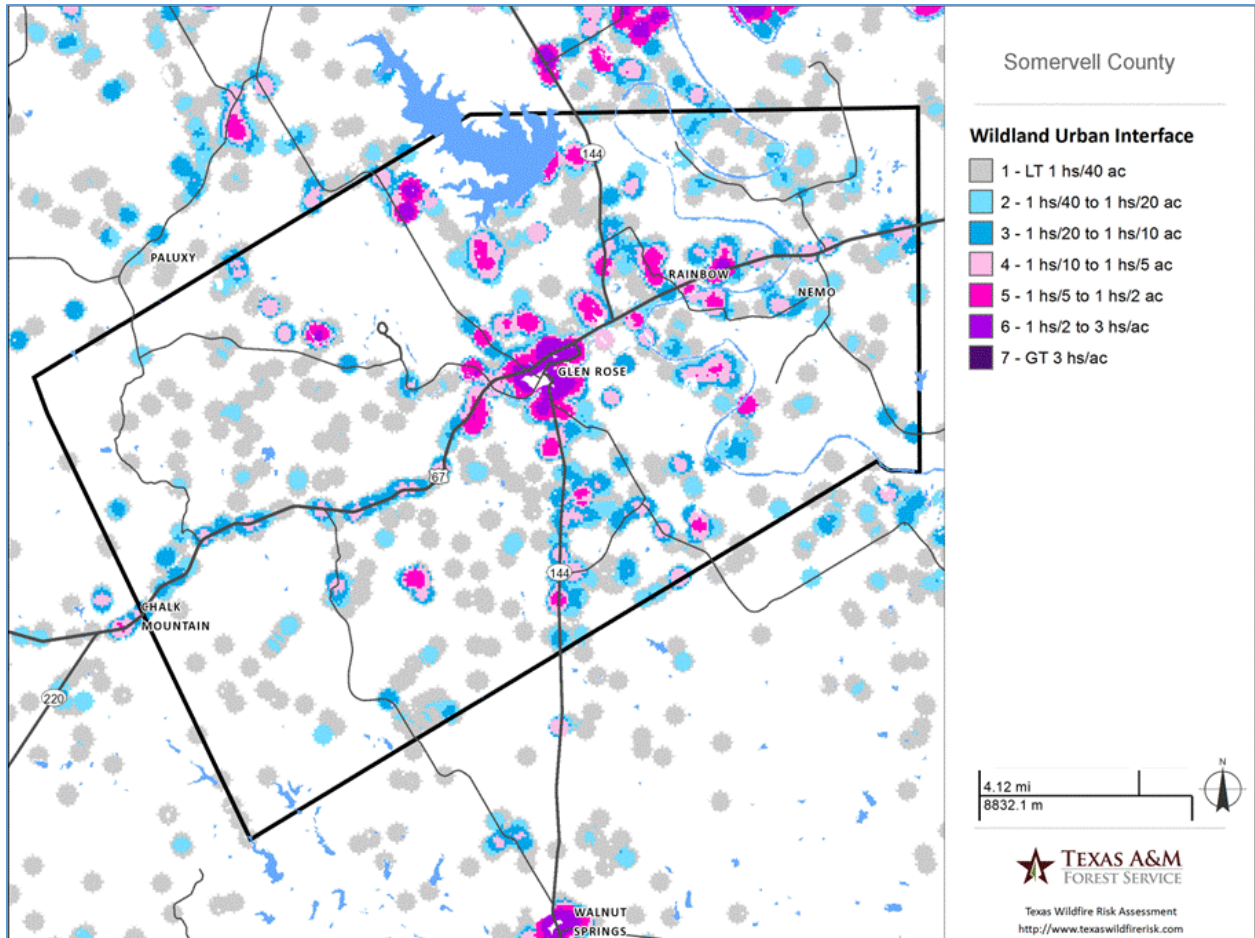 Somervell County
Wildland Urban Interface
1 - LT 1 hs/40 ac
2 - 1 hs/40 to 1 hs/20 ac
3 - 1 hs/20 to 1 hs/10 ac
4 - 1 hs/10 to 1 hs/5 ac
5 - 1 hs/5 to 1 hs/2 ac
6 - 1 hs/2 to 3 hs/ac
7 - GT 3 hs/ac
144
PALUXY
RAINBOW
NEMO
GLEN ROSE
67
144
CHALK
MOUNTAIN
220
WALNUT
SPRINGS
N
4.12 mi
8832.1 m
TEXAS A&M
FOREST SERVICE
Texas Wildfire Risk Assessment
http://www.texaswildfirerisk.com